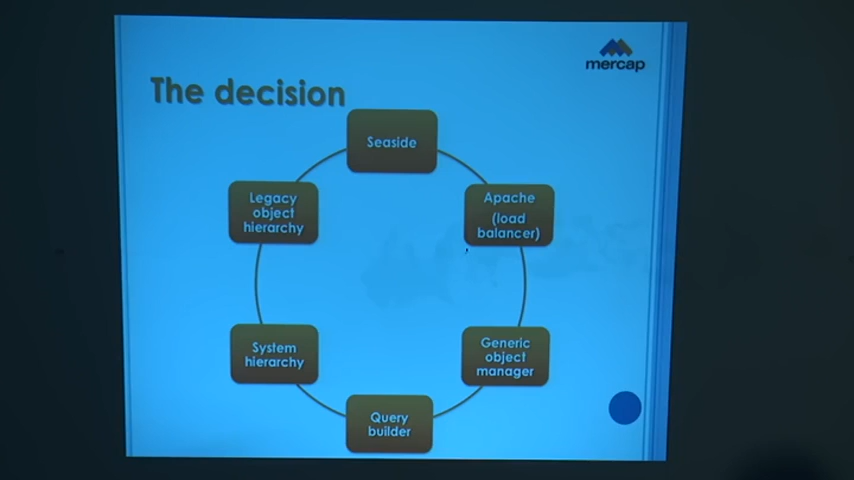 mercap
The decision
Seaside
Apache
(load
balancer)
Generic
object
manager
Query
builder
System
hierarchy
Legacy
object
hierarchy